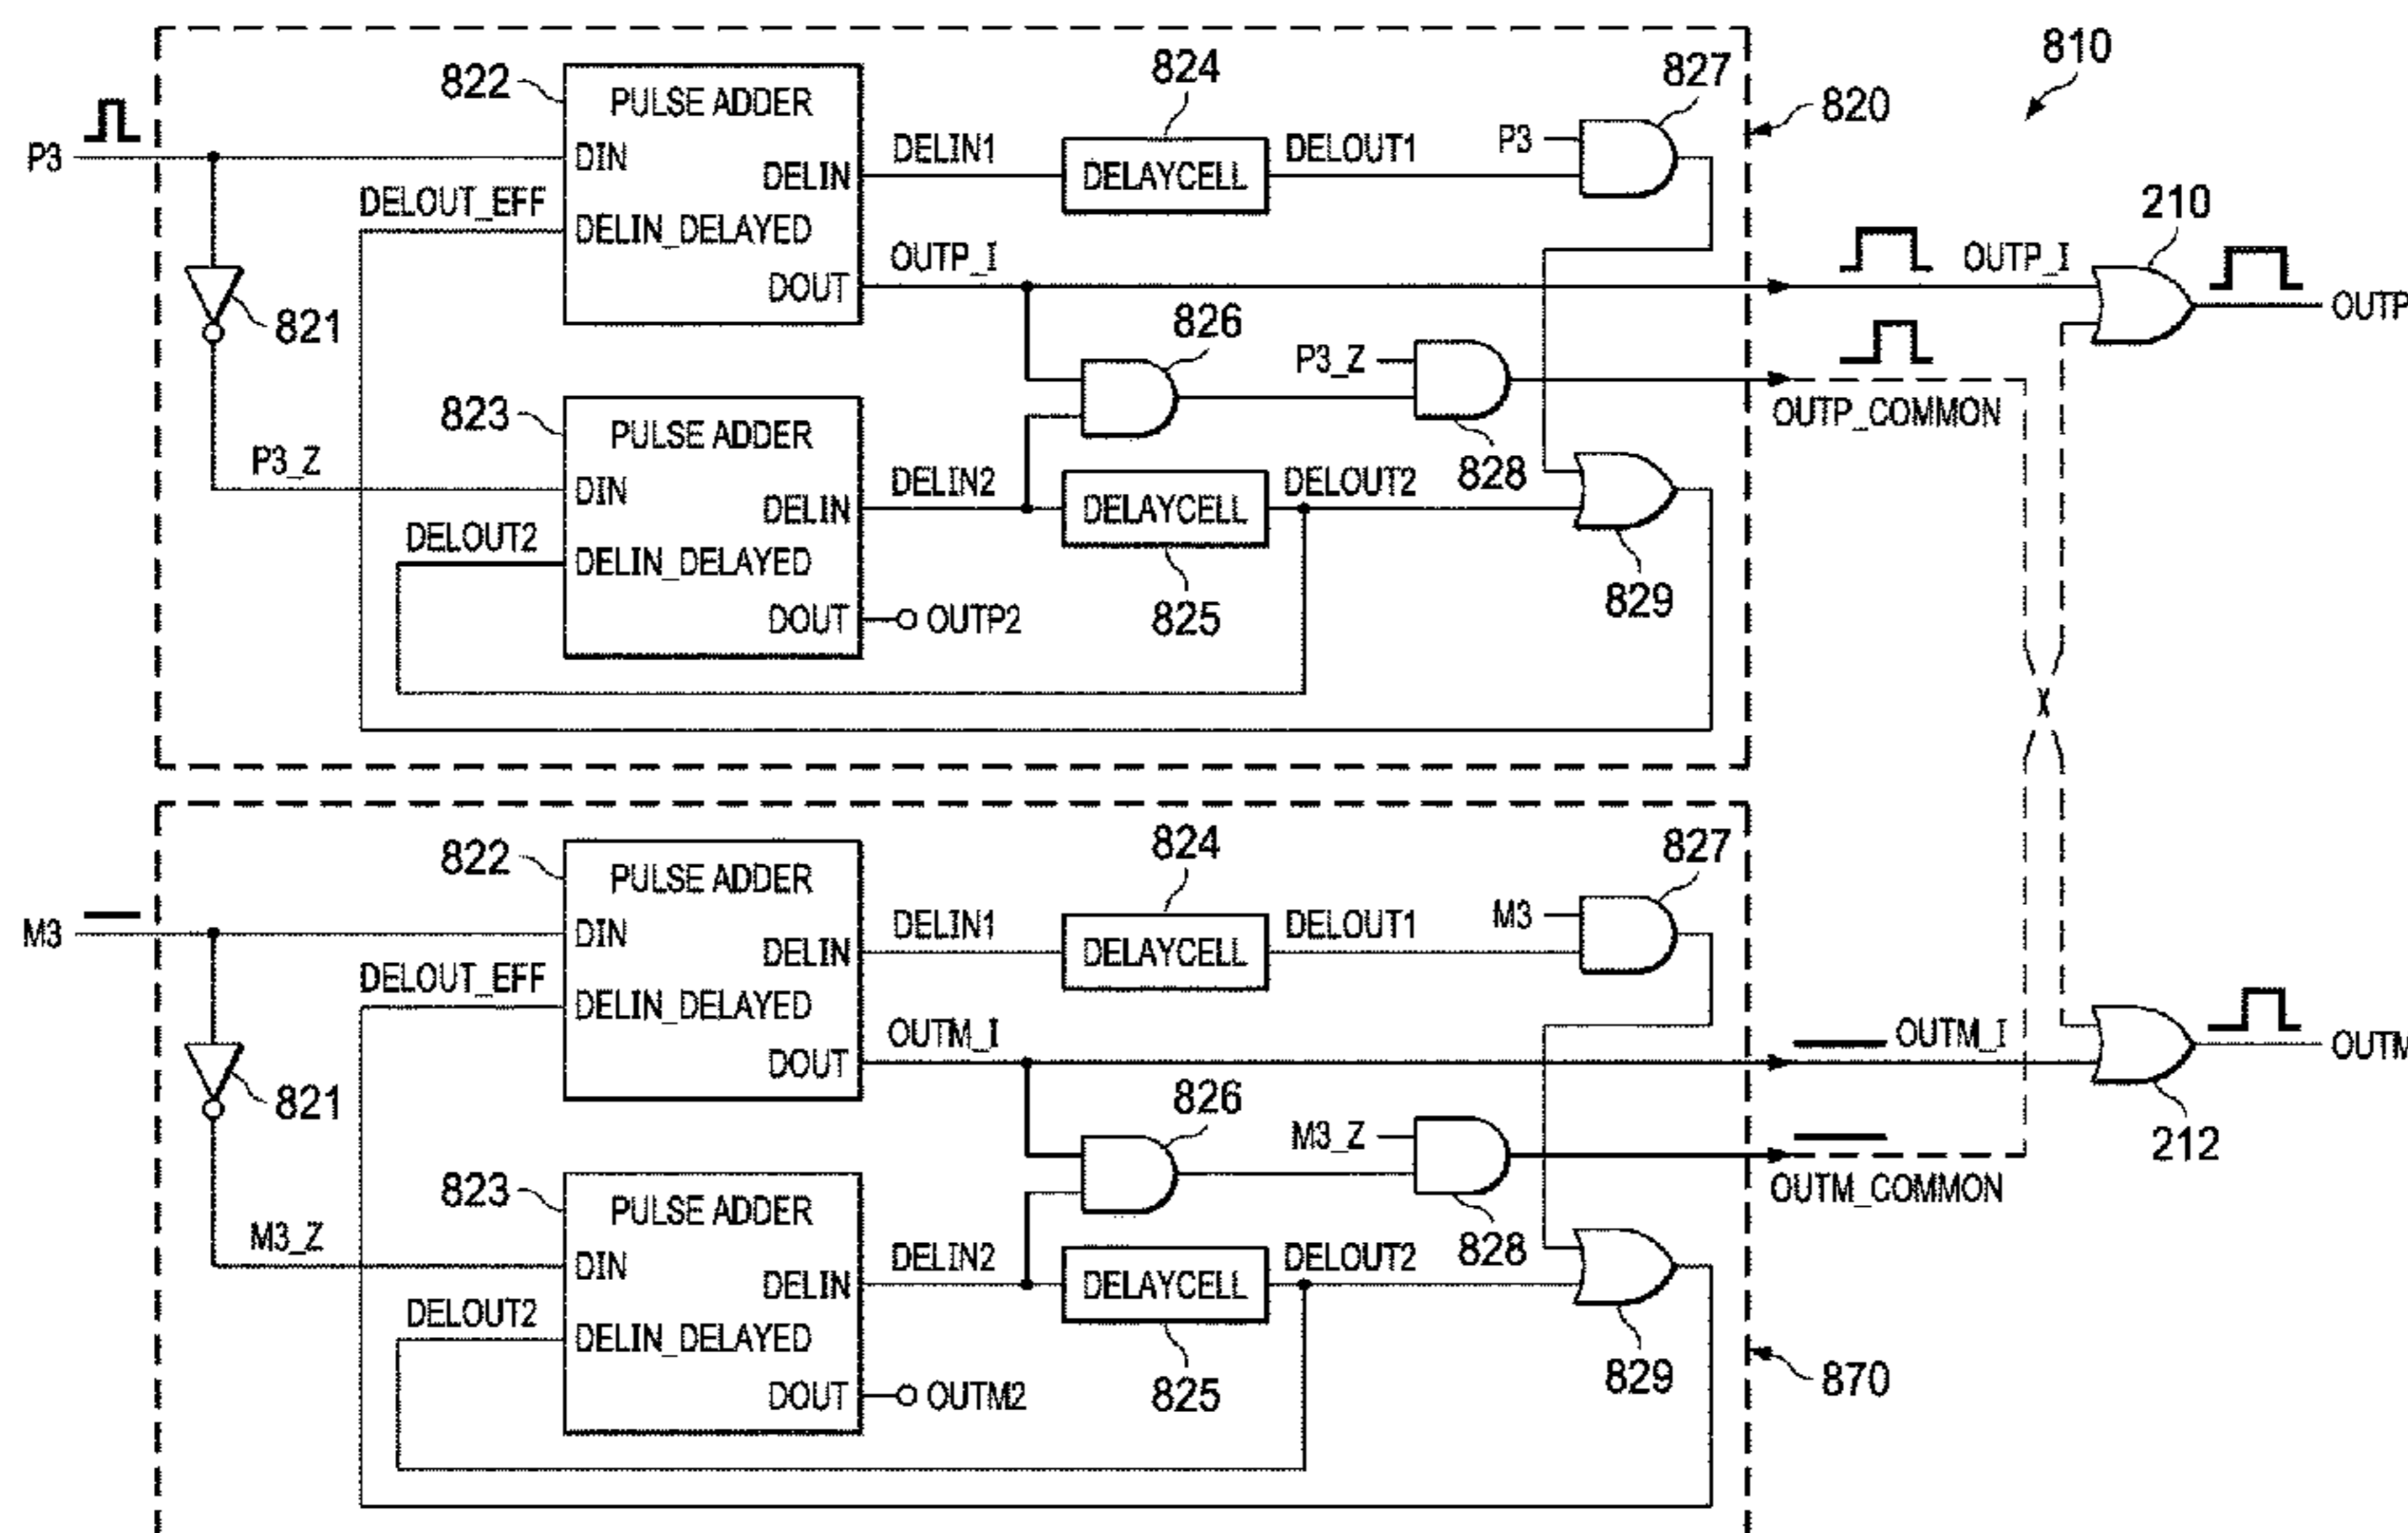 810
820
P3
822
PULSE ADDER
DIN
DELIN
DELIN_DELAYED
DOUT
DELOUT_EFF
DELIN1
824
DELAYCELL
DELOUT1
P3
827
OUTP_I
821
P3_Z
823
PULSE ADDER
DIN
DELIN
DELIN_DELAYED
DOUT
DELOUT2
OUTP2
826
P3_Z
828
DELIN2
DELAYCELL
825
DELOUT2
829
OUTP_I
OUTP_COMMON
210
OUTP
X
M3
822
PULSE ADDER
DIN
DELIN
DELIN_DELAYED
DOUT
DELOUT_EFF
DELIN1
824
DELAYCELL
DELOUT1
M3
827
OUTM_I
821
M3_Z
823
PULSE ADDER
DIN
DELIN
DELIN_DELAYED
DOUT
DELOUT2
OUTM2
826
M3_Z
828
DELIN2
DELAYCELL
825
DELOUT2
829
870
OUTM_I
OUTM_COMMON
212
OUTM